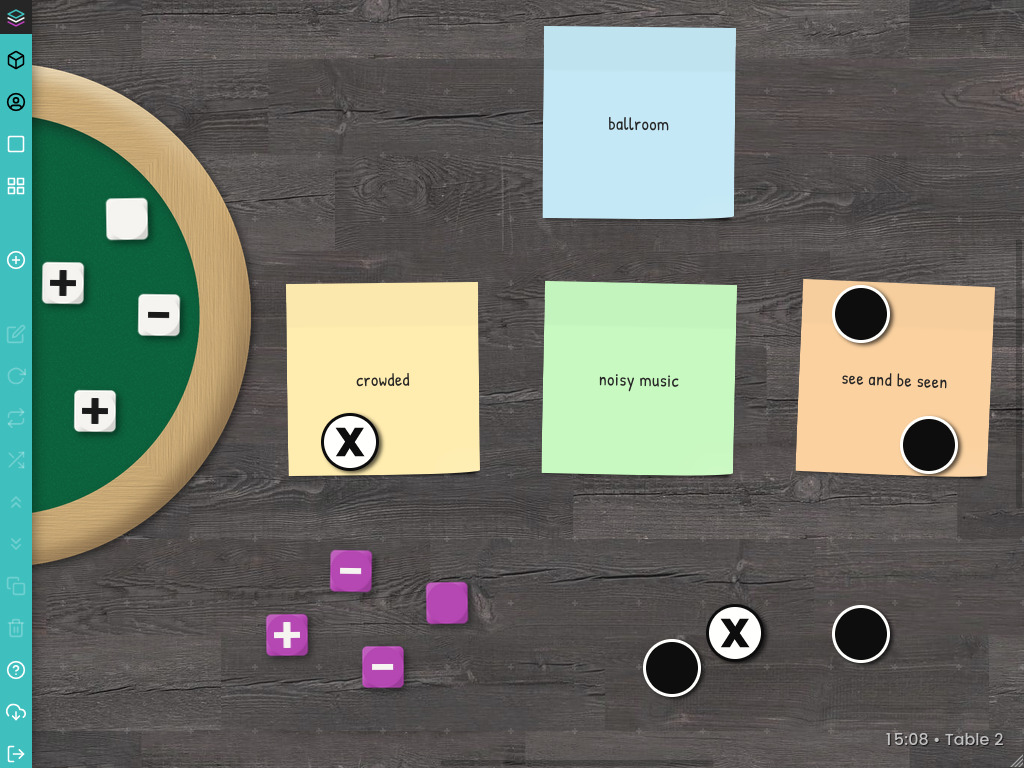 ballroom
crowded
noisy music
see and be seen
X
X
15:08 • Table 2